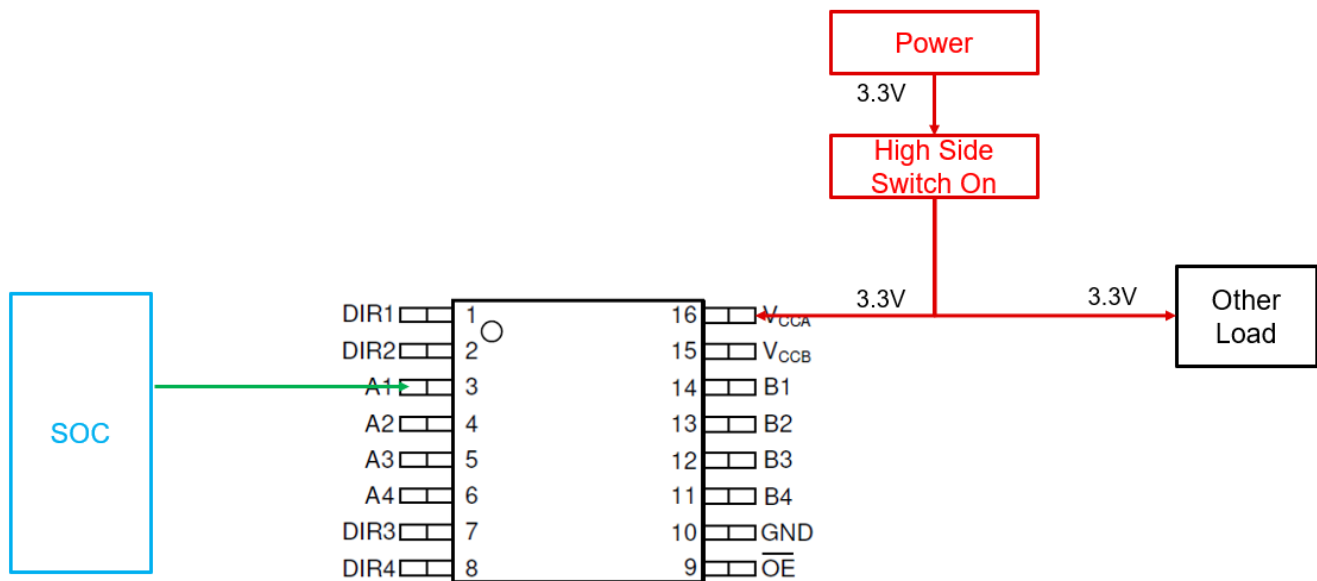 Power
3.3V
High Side
Switch On
3.3V
3.3V
Other
Load
SOC
DIR1 1 16 VCCA
DIR2 2 15 VCCB
A1 3 14 B1
A2 4 13 B2
A3 5 12 B3
A4 6 11 B4
DIR3 7 10 GND
DIR4 8 9 O̅E̅